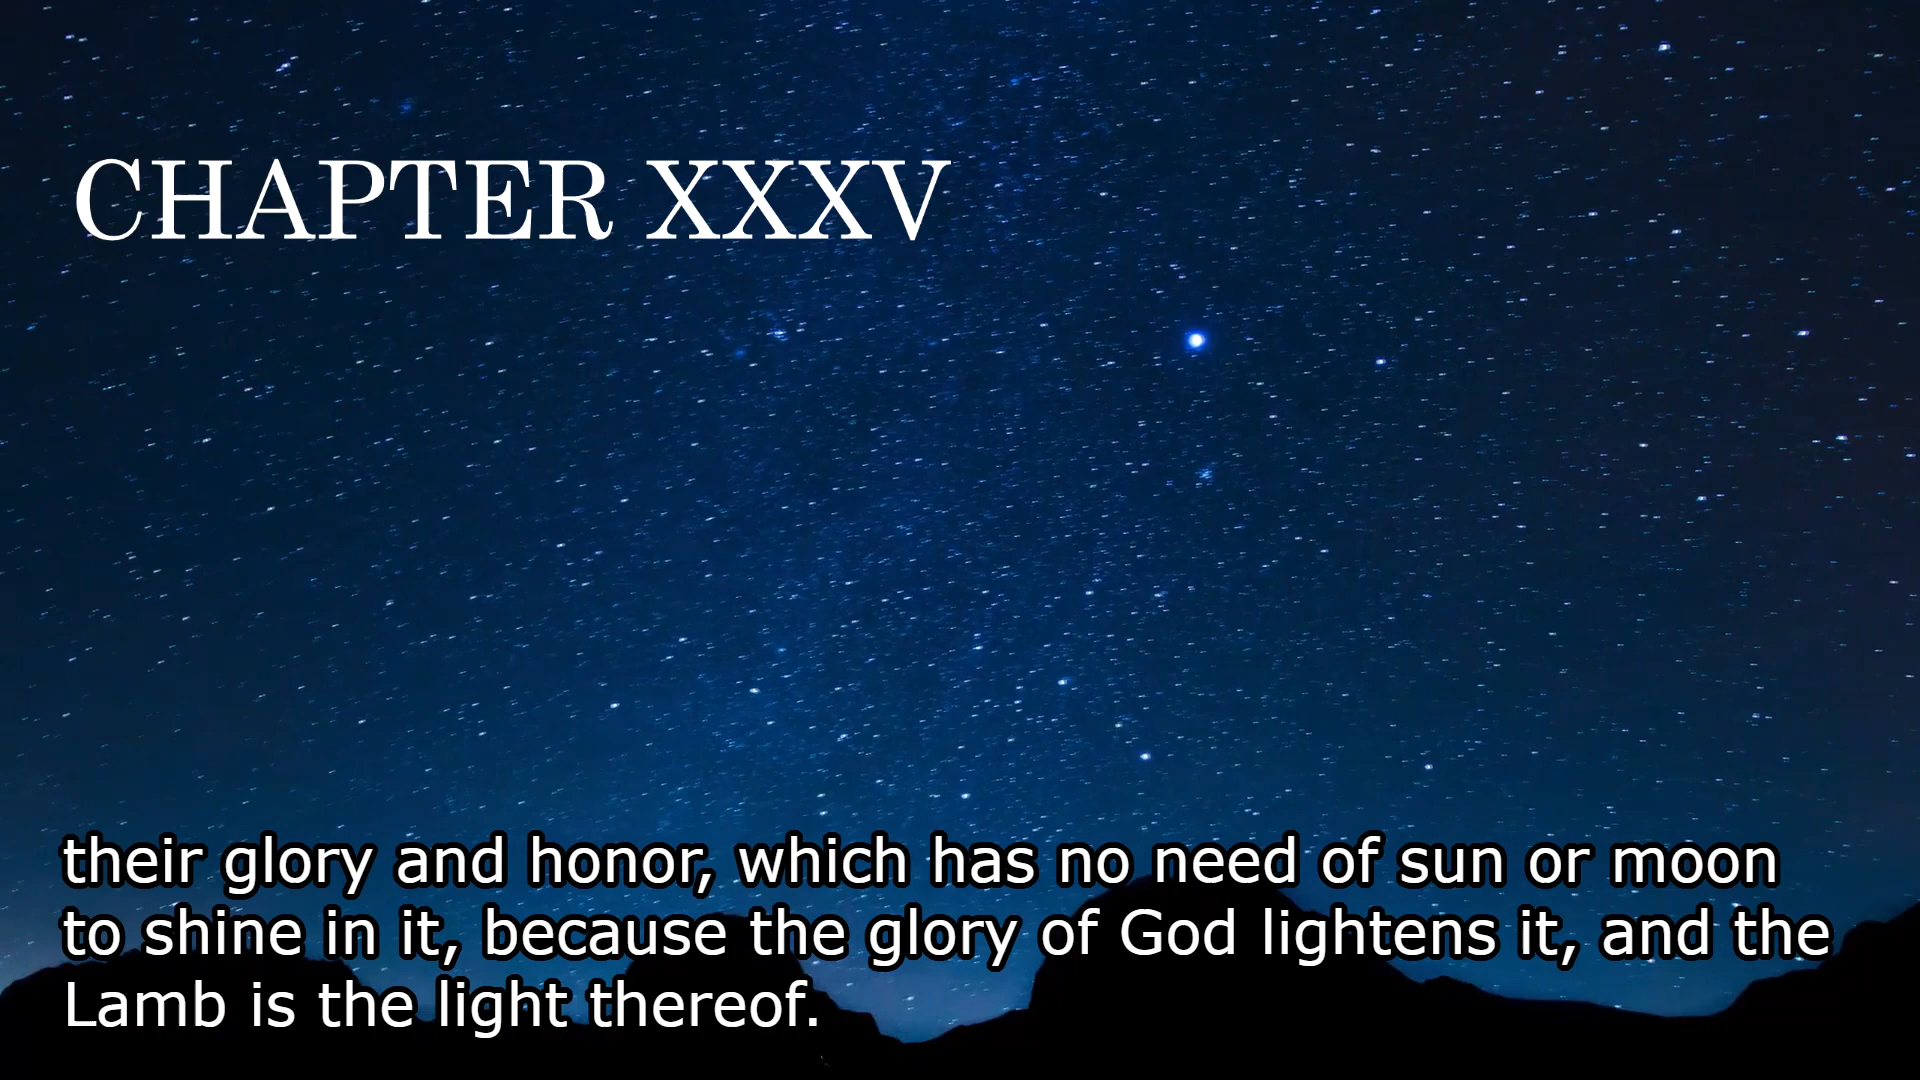 CHAPTER XXXV
their glory and honor, which has no need of sun or moon
to shine in it, because the glory of God lightens it, and the
Lamb is the light thereof.